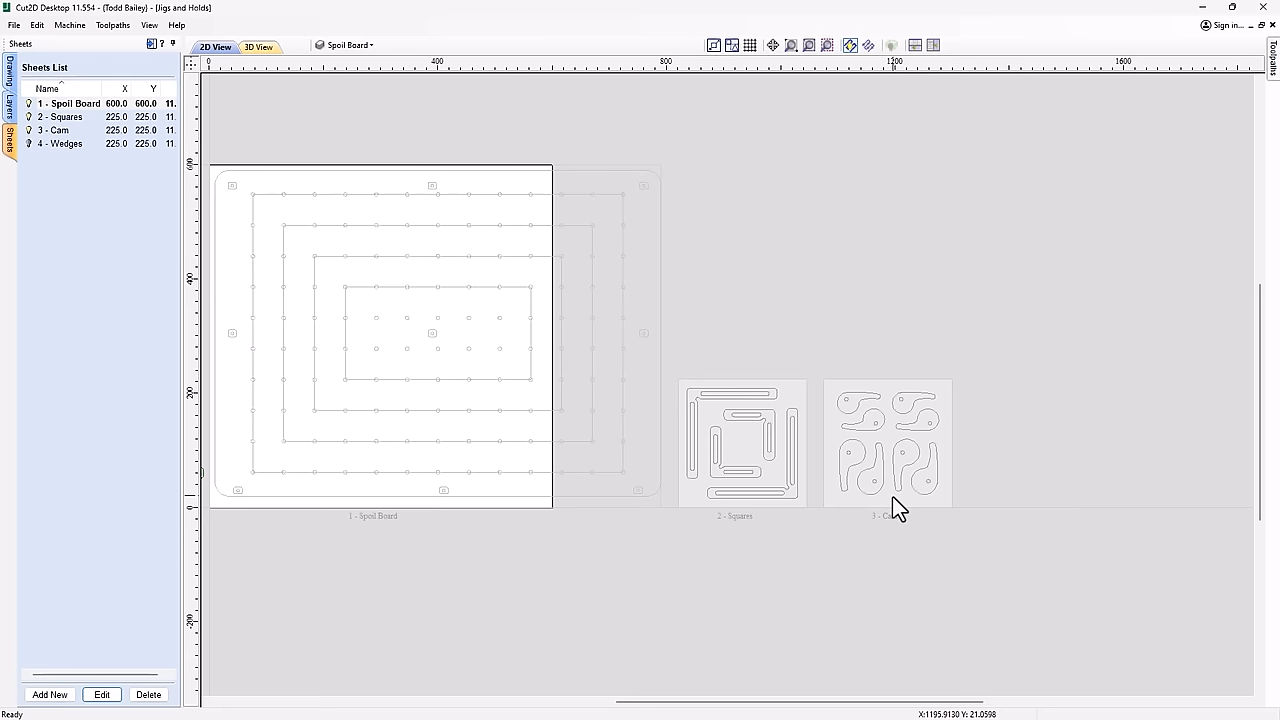 Cut2D Desktop 11.554 - {Todd Bailey} - [Jigs and Holds]
File Edit Machine Toolpaths View Help
Sign in...
Sheets
2D View 3D View Spoil Board
Drawing
Layers
Sheets
Toolpaths
Sheets List
Name X Y
1 - Spoil Board 600.0 600.0 11.
2 - Squares 225.0 225.0 11.
3 - Cam 225.0 225.0 11.
4 - Wedges 225.0 225.0 11.
0 400 800 1200 1600
600
400
200
0
-200
1 - Spoil Board
2 - Squares
3 - Ca
Add New Edit Delete
Ready
X:1195.9130 Y: 21.0598